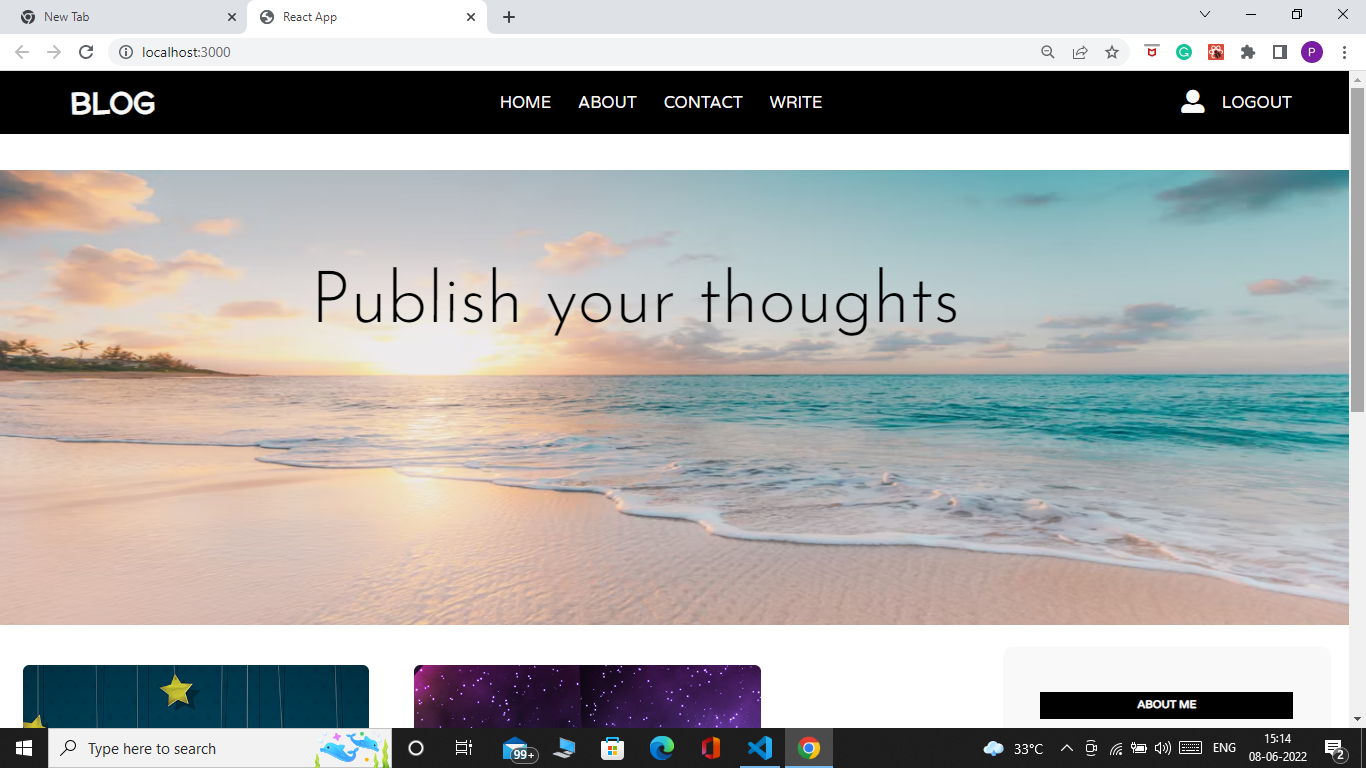 New Tab
React App
localhost:3000
P
BLOG
HOME ABOUT CONTACT WRITE
LOGOUT
Publish your thoughts
ABOUT ME
Type here to search
99+
33°C
ENG
15:14
08-06-2022
2